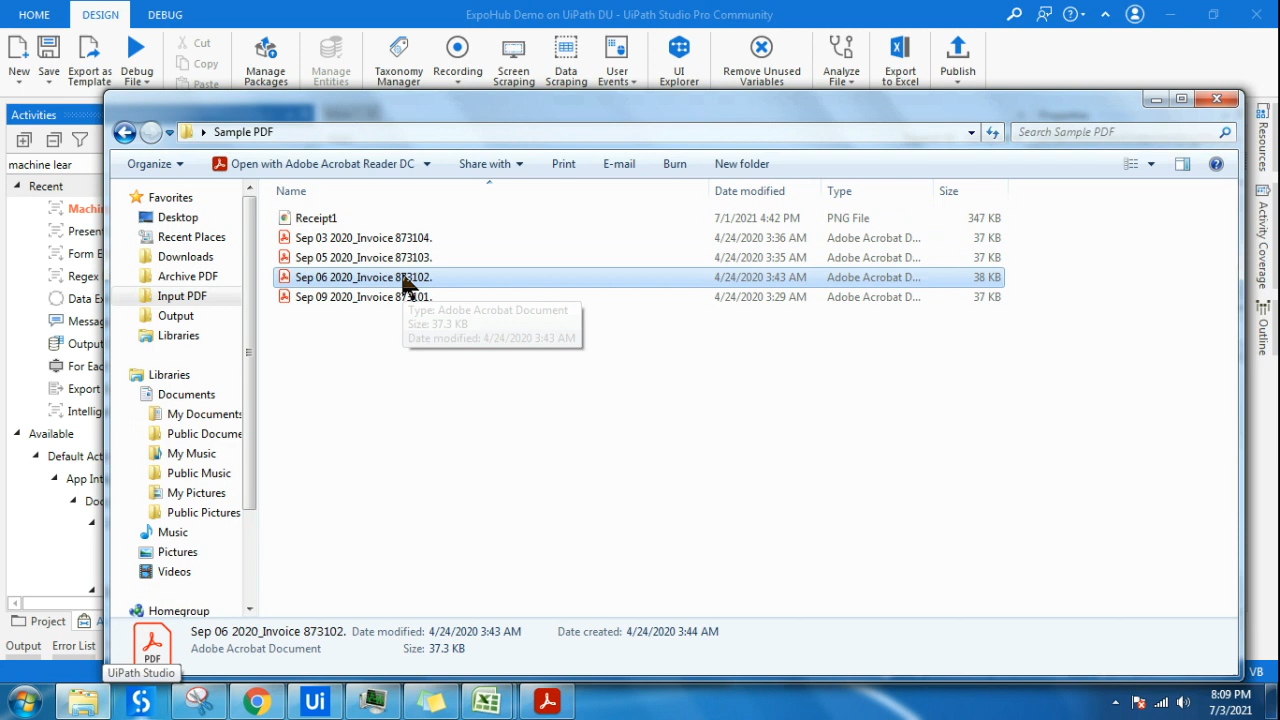 HOME DESIGN DEBUG ExpoHub Demo on UiPath DU - UiPath Studio Pro Community
New Save Export as Template Debug File Cut Copy Paste Manage Packages Manage Entities Taxonomy Manager Recording Screen Scraping Data Scraping User Events UI Explorer Remove Unused Variables Analyze File Export to Excel Publish
Activities
machine lear
Recent
Machin
Presen
Form E
Regex
Data Ex
Messag
Output
For Eac
Export
Intellig
Available
Default Act
App Int
Doc
Project
Output Error List
Sample PDF Search Sample PDF
Organize Open with Adobe Acrobat Reader DC Share with Print E-mail Burn New folder
Favorites
Desktop
Recent Places
Downloads
Archive PDF
Input PDF
Output
Libraries
Libraries
Documents
My Documents
Public Docume
My Music
Public Music
My Pictures
Public Pictures
Music
Pictures
Videos
Homegroup
Name Date modified Type Size
Receipt1 7/1/2021 4:42 PM PNG File 347 KB
Sep 03 2020_Invoice 873104. 4/24/2020 3:36 AM Adobe Acrobat D... 37 KB
Sep 05 2020_Invoice 873103. 4/24/2020 3:35 AM Adobe Acrobat D... 37 KB
Sep 06 2020_Invoice 873102. 4/24/2020 3:43 AM Adobe Acrobat D... 38 KB
Sep 09 2020_Invoice 873101. 4/24/2020 3:29 AM Adobe Acrobat D... 37 KB
Type: Adobe Acrobat Document
Size: 37.3 KB
Date modified: 4/24/2020 3:43 AM
PDF
Sep 06 2020_Invoice 873102. Date modified: 4/24/2020 3:43 AM Date created: 4/24/2020 3:44 AM
Adobe Acrobat Document Size: 37.3 KB
UiPath Studio
Resources
Activity Coverage
Outline
VB
Ui
8:09 PM
7/3/2021